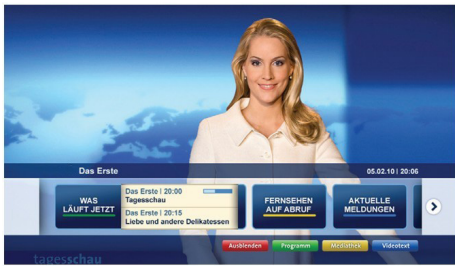 Das Erste
05.02.10 | 20:06
WAS
LÄUFT JETZT
Das Erste | 20:00
Tagesschau
Das Erste | 20:15
Liebe und andere Delikatessen
FERNSEHEN
AUF ABRUF
AKTUELLE
MELDUNGEN
Ausblenden
Programm
Mediathek
Videotext
tagesschau